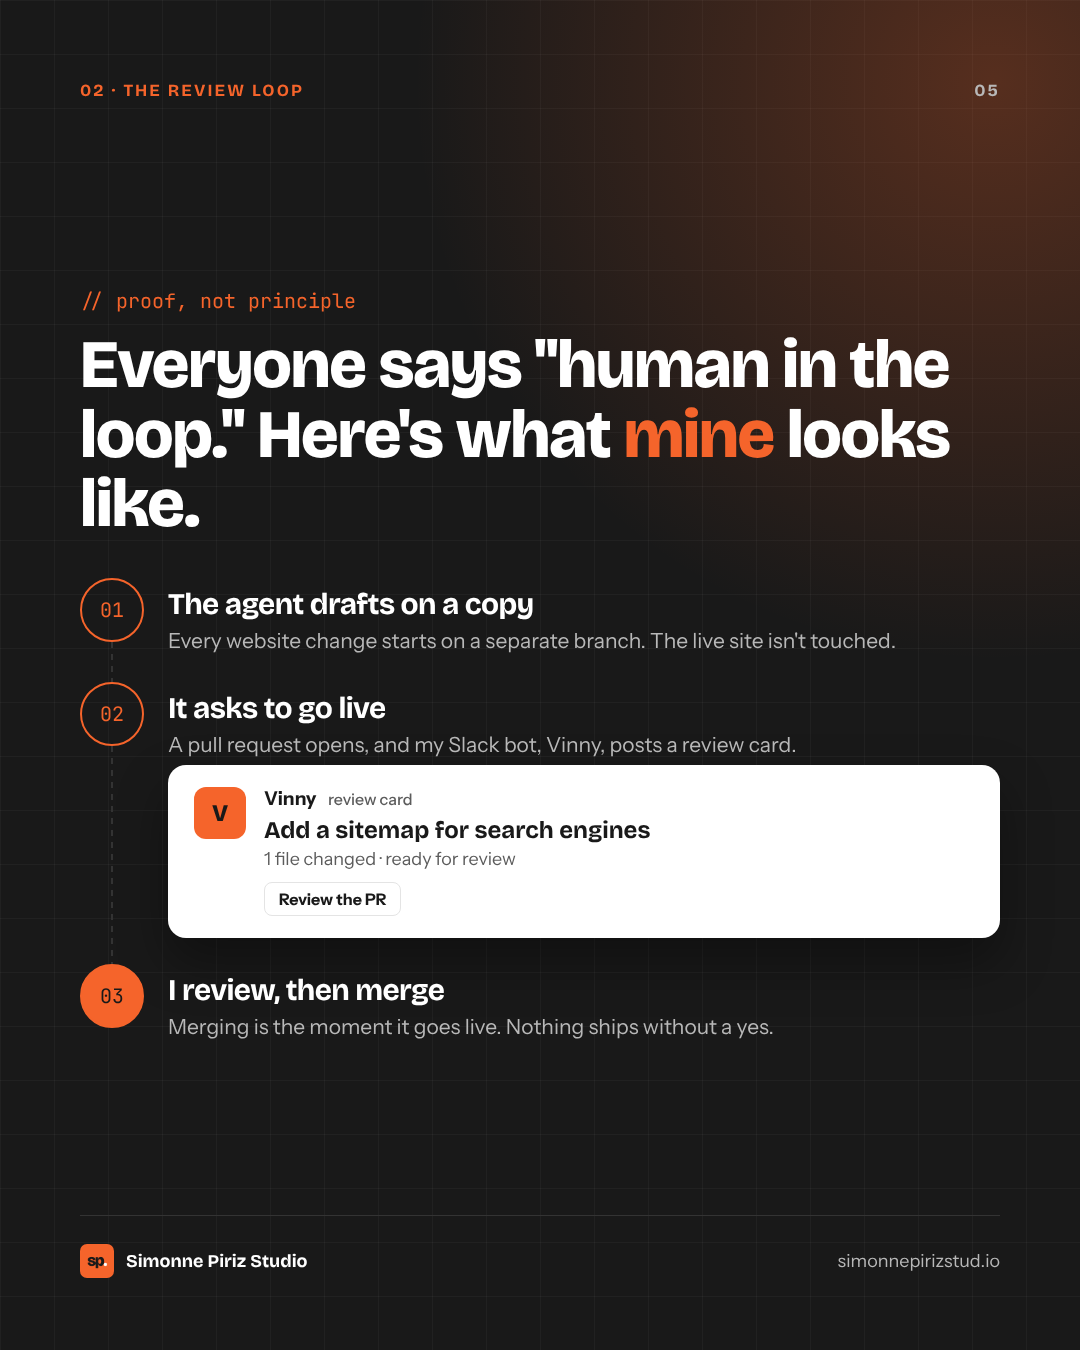 02 · THE REVIEW LOOP
05
// proof, not principle
Everyone says "human in the
loop." Here's what mine looks
like.
01
The agent drafts on a copy
Every website change starts on a separate branch. The live site isn't touched.
02
It asks to go live
A pull request opens, and my Slack bot, Vinny, posts a review card.
V
Vinny review card
Add a sitemap for search engines
1 file changed · ready for review
Review the PR
03
I review, then merge
Merging is the moment it goes live. Nothing ships without a yes.
sp.
Simonne Piriz Studio
simonnepirizstud.io